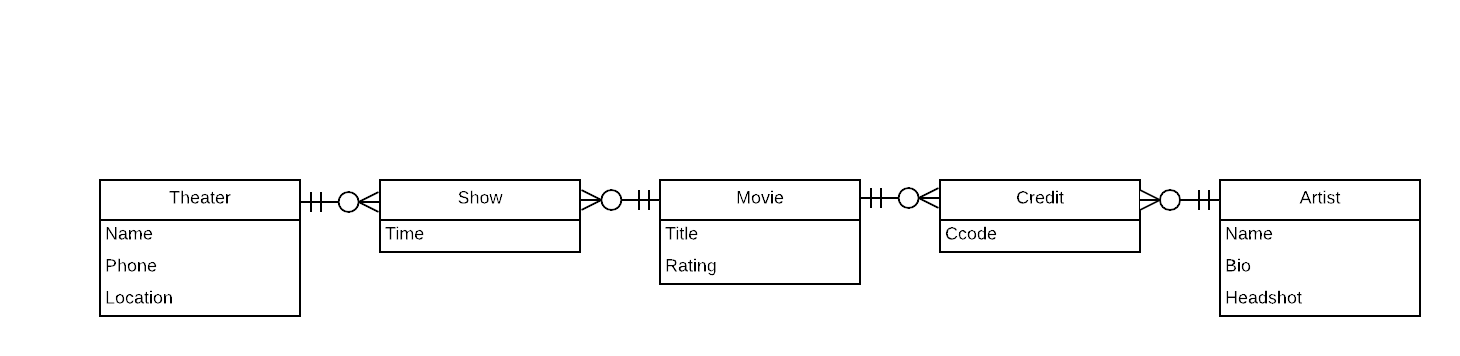 Theater
Name
Phone
Location
Show
Time
Movie
Title
Rating
Credit
Ccode
Artist
Name
Bio
Headshot